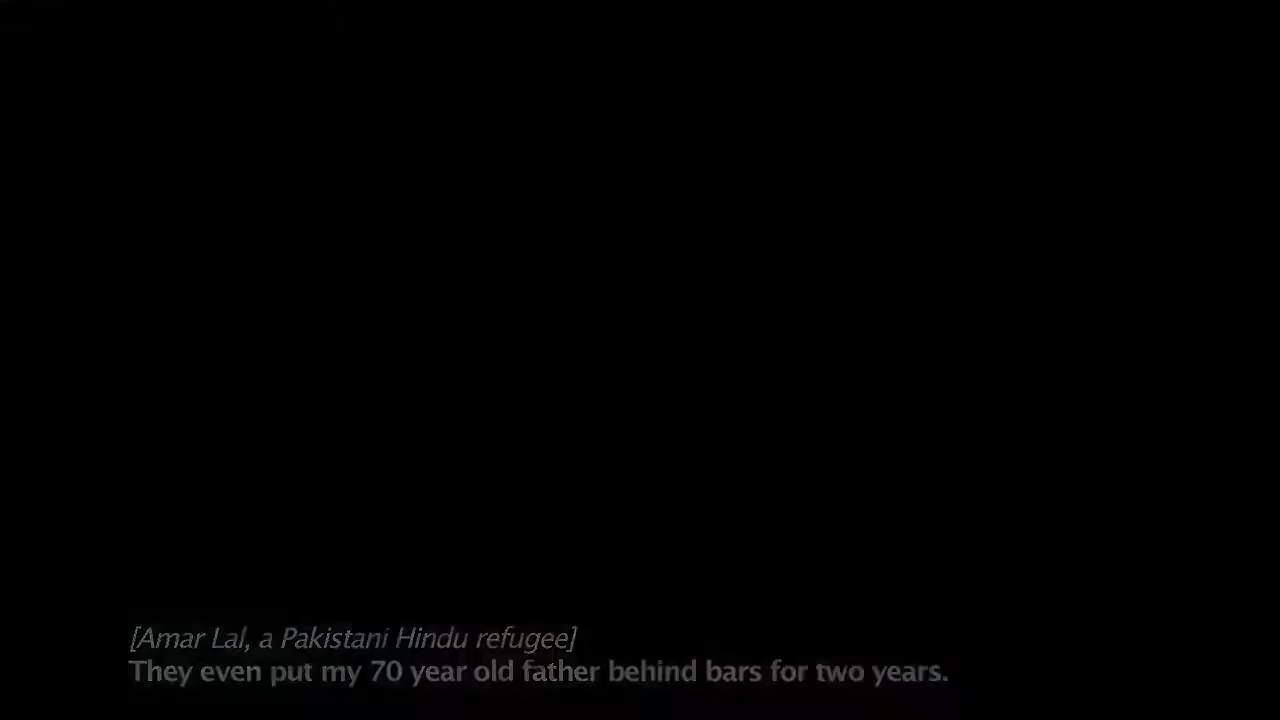 [Amar Lal, a Pakistani Hindu refugee]
They even put my 70 year old father behind bars for two years.